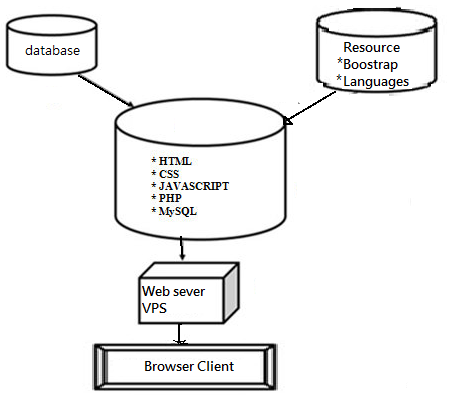 database
Resource
*Boostrap
*Languages
* HTML
* CSS
* JAVASCRIPT
* PHP
* MySQL
Web sever
VPS
Browser Client